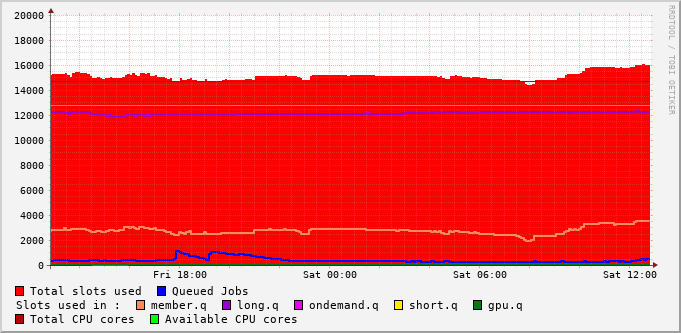 RRDTOOL / TOBI OETIKER
20000
18000
16000
14000
12000
10000
8000
6000
4000
2000
0
Fri 18:00 Sat 00:00 Sat 06:00 Sat 12:00
Total slots used Queued Jobs
Slots used in : member.q long.q ondemand.q short.q gpu.q
Total CPU cores Available CPU cores